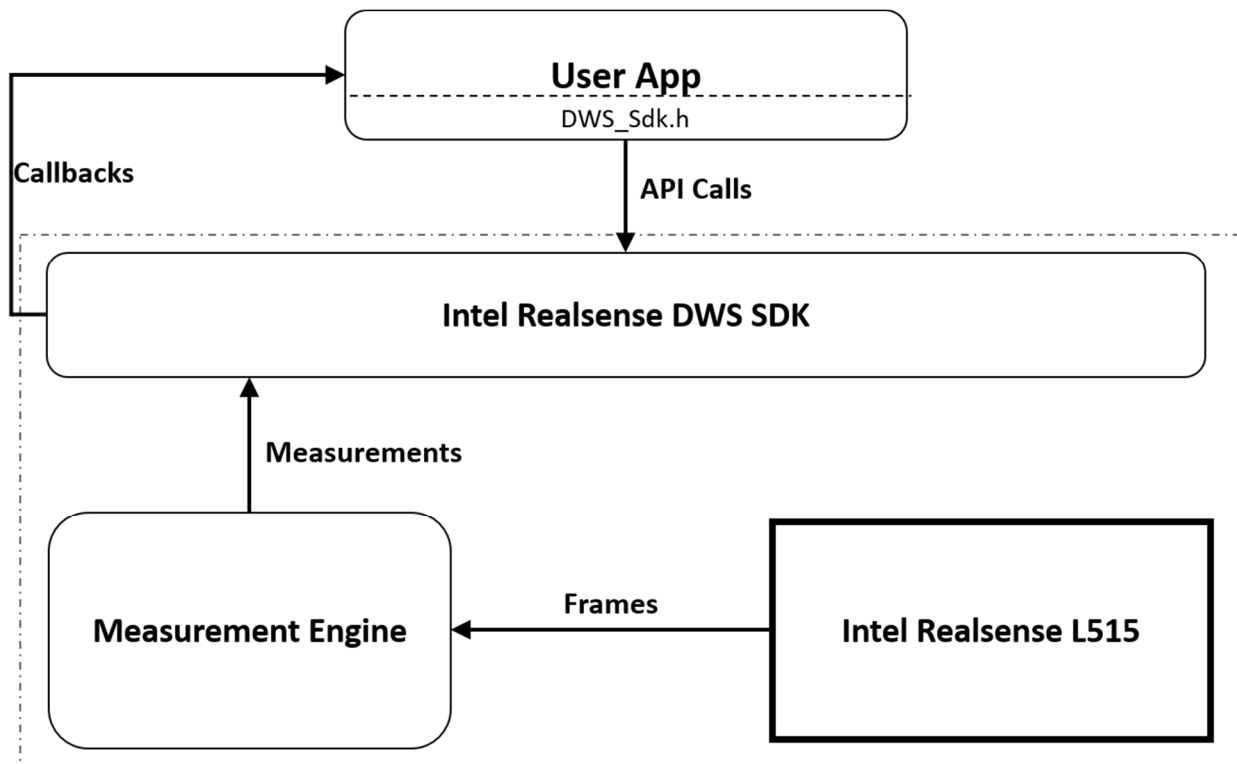 User App
DWS_Sdk.h
Callbacks
API Calls
Intel Realsense DWS SDK
Measurements
Frames
Measurement Engine
Intel Realsense L515